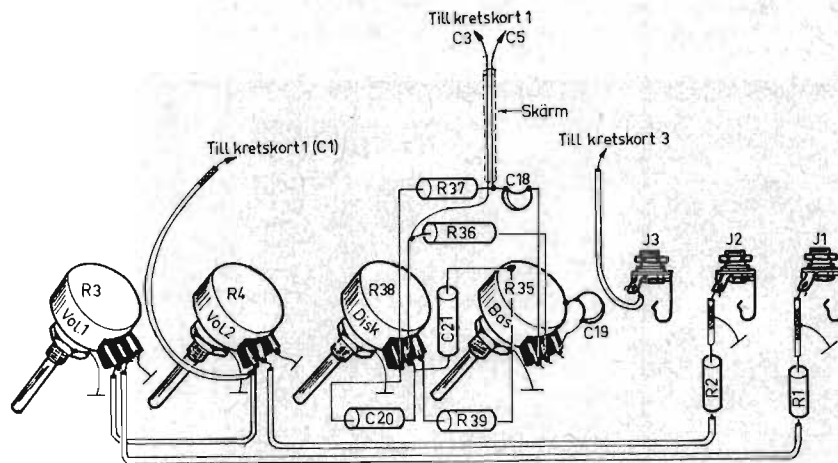 Till kretskort 1
C3 C5
Skärm
Till kretskort 1 (C1)
Till kretskort 3
R37
C18
R36
J3
J2
J1
R3
Vol.1
R4
Vol.2
R38
Disk
C21
R35
Bas
C19
R2
R1
C20
R39